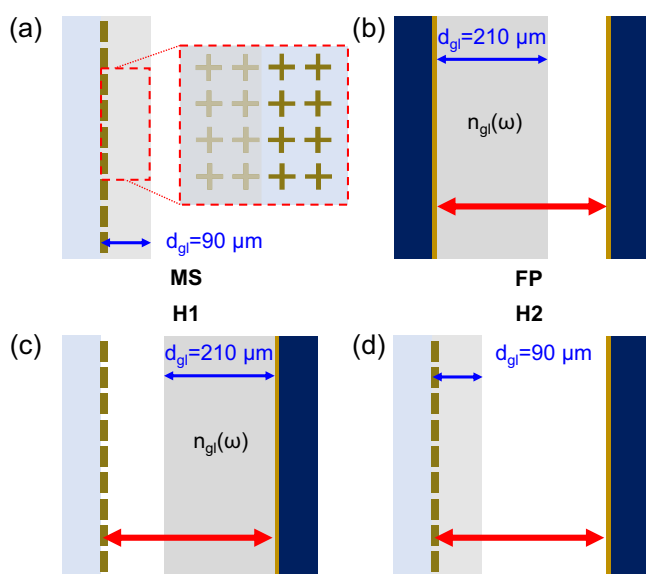 (a)
(b)
d_gl=210 μm
n_gl(ω)
d_gl=90 μm
MS
FP
H1
H2
(c)
(d)
d_gl=210 μm
d_gl=90 μm
n_gl(ω)